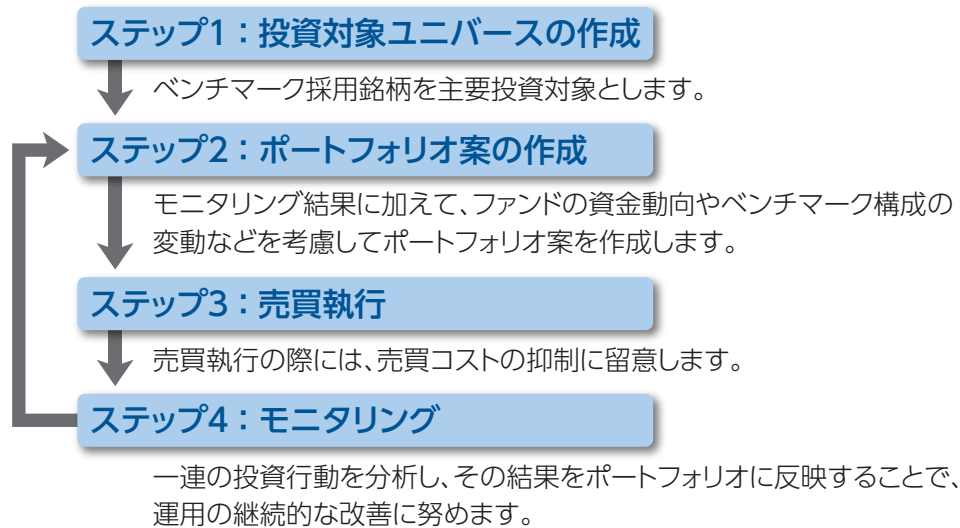 ステップ1：投資対象ユニバースの作成
ベンチマーク採用銘柄を主要投資対象とします。
ステップ2：ポートフォリオ案の作成
モニタリング結果に加えて、ファンドの資金動向やベンチマーク構成の
変動などを考慮してポートフォリオ案を作成します。
ステップ3：売買執行
売買執行の際には、売買コストの抑制に留意します。
ステップ4：モニタリング
一連の投資行動を分析し、その結果をポートフォリオに反映することで、
運用の継続的な改善に努めます。